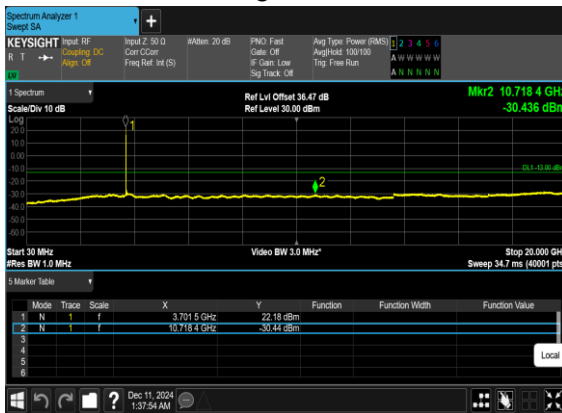 Spectrum Analyzer 1
Swept SA
KEYSIGHT Input: RF Input Z: 50 Ω #Atten: 20 dB PNO: Fast Avg Type: Power (RMS) 1 2 3 4 5 6
R T Coupling: DC Corr CCorr Gate: Off Avg|Hold: 100/100 A W W W W W
Align: Off Freq Ref: Int (S) IF Gain: Low Trig: Free Run
Sig Track: Off A N N N N N
1 Spectrum Ref Lvl Offset 36.47 dB Mkr2 10.718 4 GHz
Scale/Div 10 dB Ref Level 30.00 dBm -30.436 dBm
Log
20.0 1
10.0
0.00
-10.0 DL1 -13.00 dBm
-20.0 2
-30.0
-40.0
-50.0
-60.0
Start 30 MHz Video BW 3.0 MHz* Stop 20.000 GHz
#Res BW 1.0 MHz Sweep 34.7 ms (40001 pts)
5 Marker Table
Mode Trace Scale X Y Function Function Width Function Value
1 N 1 f 3.701 5 GHz 22.18 dBm
2 N 1 f 10.718 4 GHz -30.44 dBm
3
4
5
6
Local
? Dec 11, 2024
1:37:54 AM